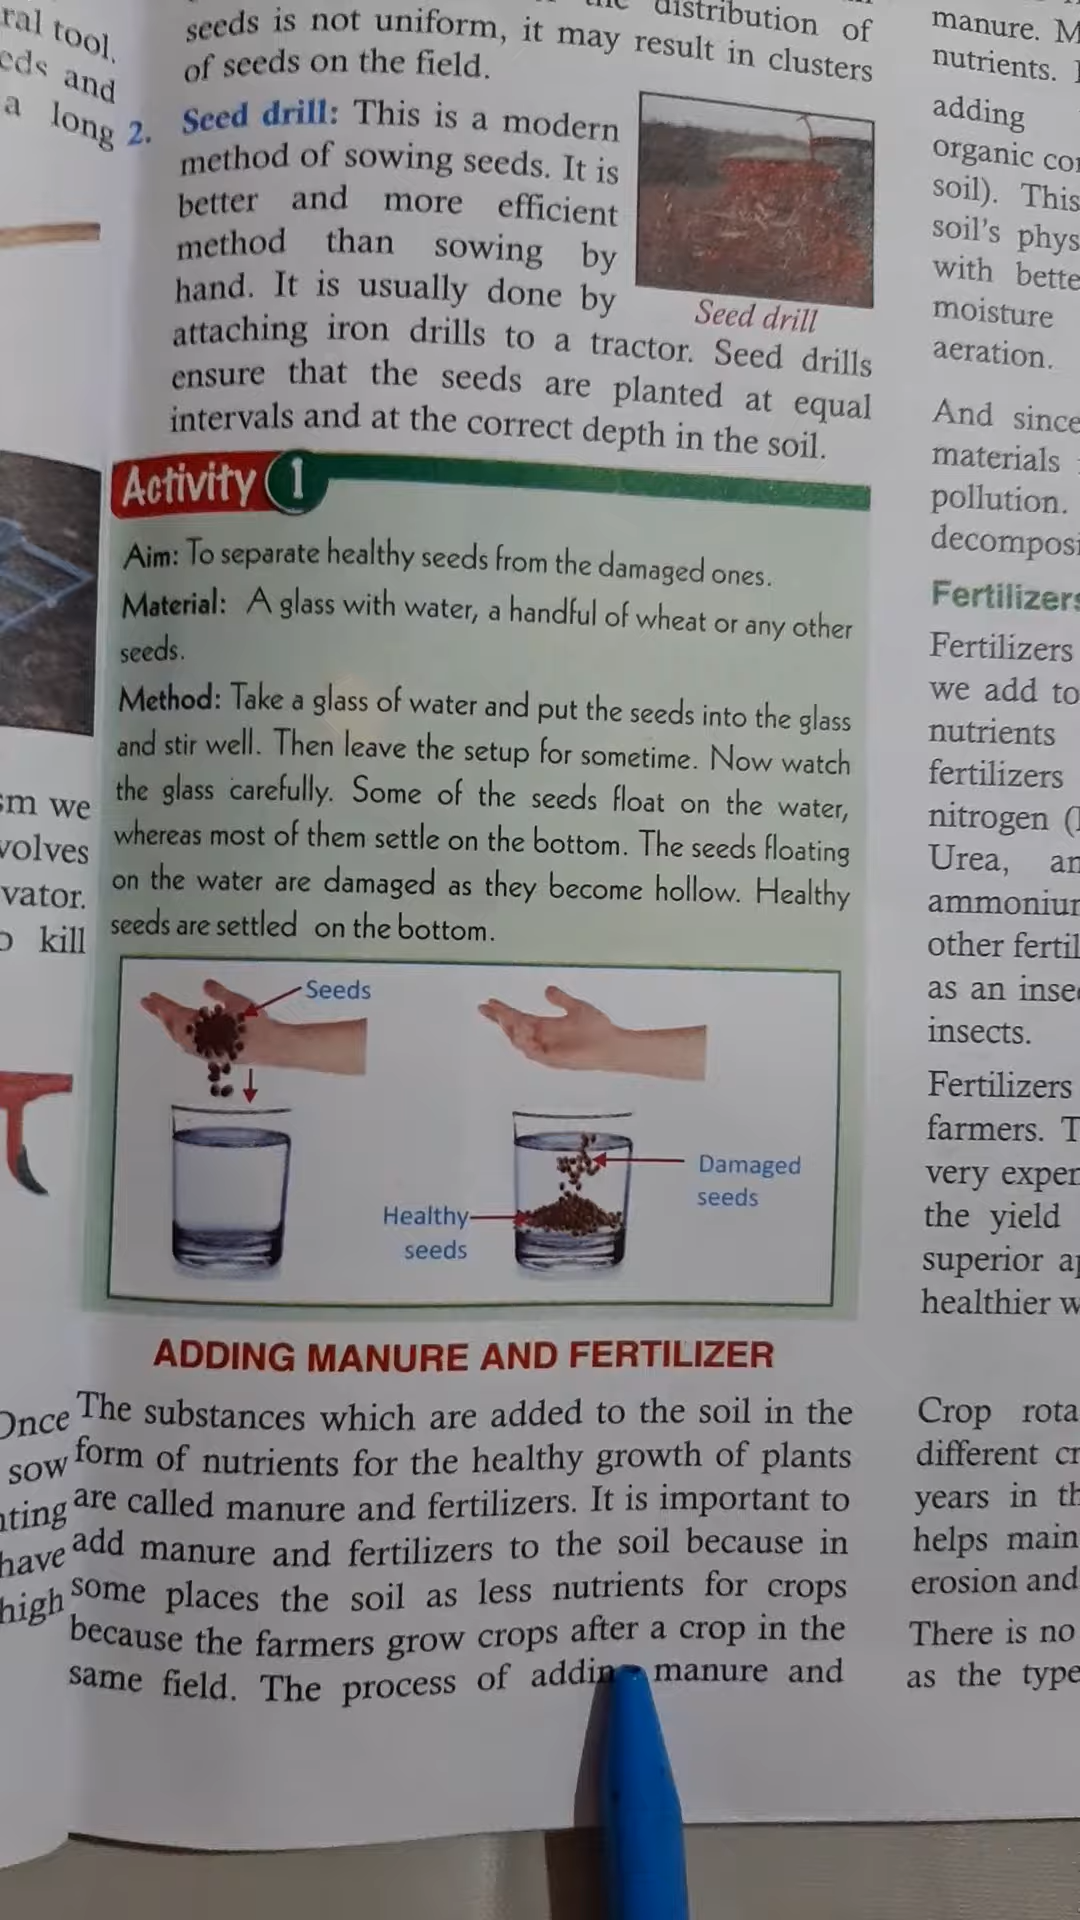 ral tool.
eds and
a long
sm we
volves
vator.
kill
Once
sow
nting
have
high
distribution of
seeds is not uniform, it may result in clusters
of seeds on the field.
2. Seed drill: This is a modern
method of sowing seeds. It is
better and more efficient
method than sowing by
hand. It is usually done by
attaching iron drills to a tractor. Seed drills
ensure that the seeds are planted at equal
intervals and at the correct depth in the soil.
Seed drill
Activity 1
Aim: To separate healthy seeds from the damaged ones.
Material: A glass with water, a handful of wheat or any other
seeds.
Method: Take a glass of water and put the seeds into the glass
and stir well. Then leave the setup for sometime. Now watch
the glass carefully. Some of the seeds float on the water,
whereas most of them settle on the bottom. The seeds floating
on the water are damaged as they become hollow. Healthy
seeds are settled on the bottom.
Seeds
Damaged
seeds
Healthy
seeds
ADDING MANURE AND FERTILIZER
The substances which are added to the soil in the
form of nutrients for the healthy growth of plants
are called manure and fertilizers. It is important to
add manure and fertilizers to the soil because in
some places the soil as less nutrients for crops
because the farmers grow crops after a crop in the
same field. The process of adding manure and
manure. M
nutrients.
adding
organic cor
soil). This
soil's phys
with bette
moisture
aeration.
And since
materials
pollution.
decomposi
Fertilizers
Fertilizers
we add to
nutrients
fertilizers
nitrogen (
Urea, an
ammonium
other fertil
as an insec
insects.
Fertilizers
farmers. T
very expen
the yield
superior ap
healthier w
Crop rota
different cr
years in th
helps main
erosion and
There is no
as the type